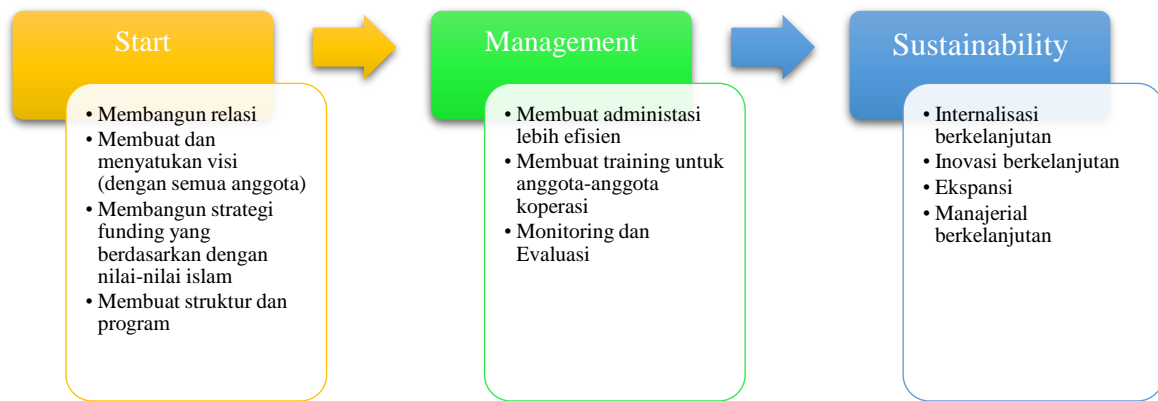 Start
• Membangun relasi
• Membuat dan
menyatukan visi
(dengan semua anggota)
• Membangun strategi
funding yang
berdasarkan dengan
nilai-nilai islam
• Membuat struktur dan
program
Management
• Membuat administasi
lebih efisien
• Membuat training untuk
anggota-anggota
koperasi
• Monitoring dan
Evaluasi
Sustainability
• Internalisasi
berkelanjutan
• Inovasi berkelanjutan
• Ekspansi
• Manajerial
berkelanjutan